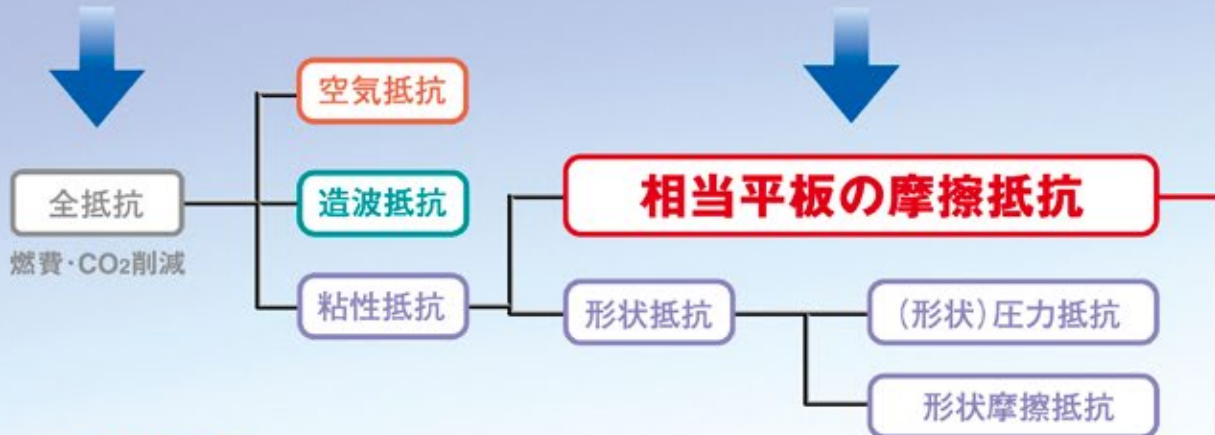 空気抵抗
全抵抗
燃費・CO2削減
造波抵抗
粘性抵抗
相当平板の摩擦抵抗
形状抵抗
(形状)圧力抵抗
形状摩擦抵抗